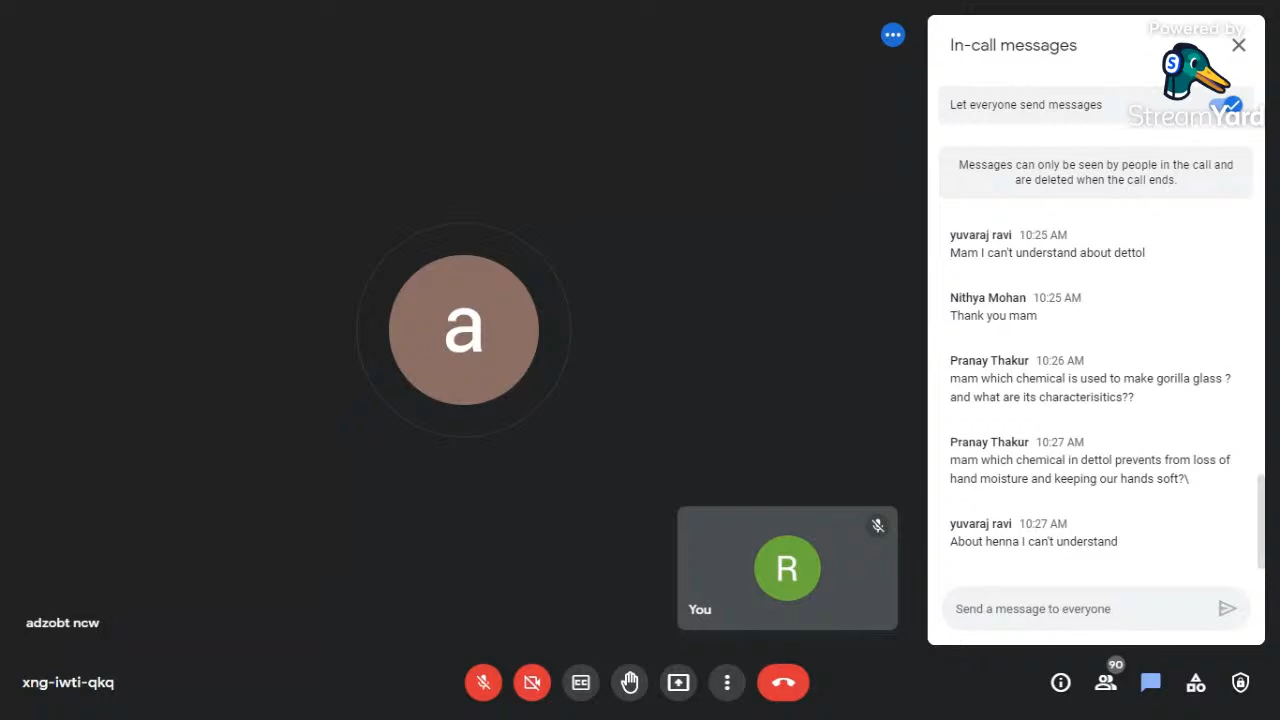 Powered by
StreamYard
In-call messages
Let everyone send messages
Messages can only be seen by people in the call and
are deleted when the call ends.
yuvaraj ravi 10:25 AM
Mam I can't understand about dettol
Nithya Mohan 10:25 AM
Thank you mam
Pranay Thakur 10:26 AM
mam which chemical is used to make gorilla glass ?
and what are its characterisitics??
Pranay Thakur 10:27 AM
mam which chemical in dettol prevents from loss of
hand moisture and keeping our hands soft?\
yuvaraj ravi 10:27 AM
About henna I can't understand
Send a message to everyone
a
R
You
adzobt ncw
xng-iwti-qkq
CC
90
S